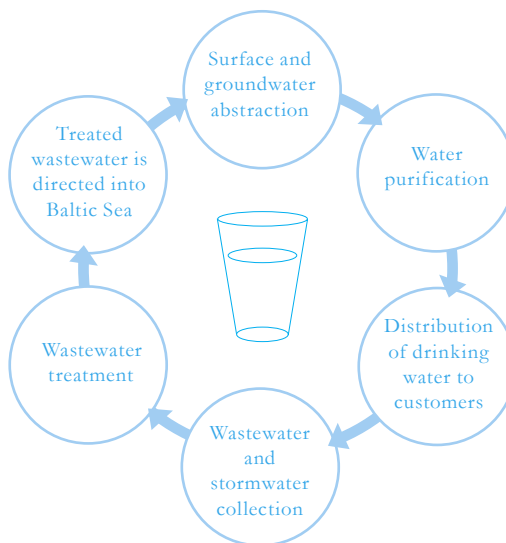 Surface and
groundwater
abstraction
Water
purification
Distribution
of drinking
water to
customers
Wastewater
and
stormwater
collection
Wastewater
treatment
Treated
wastewater is
directed into
Baltic Sea